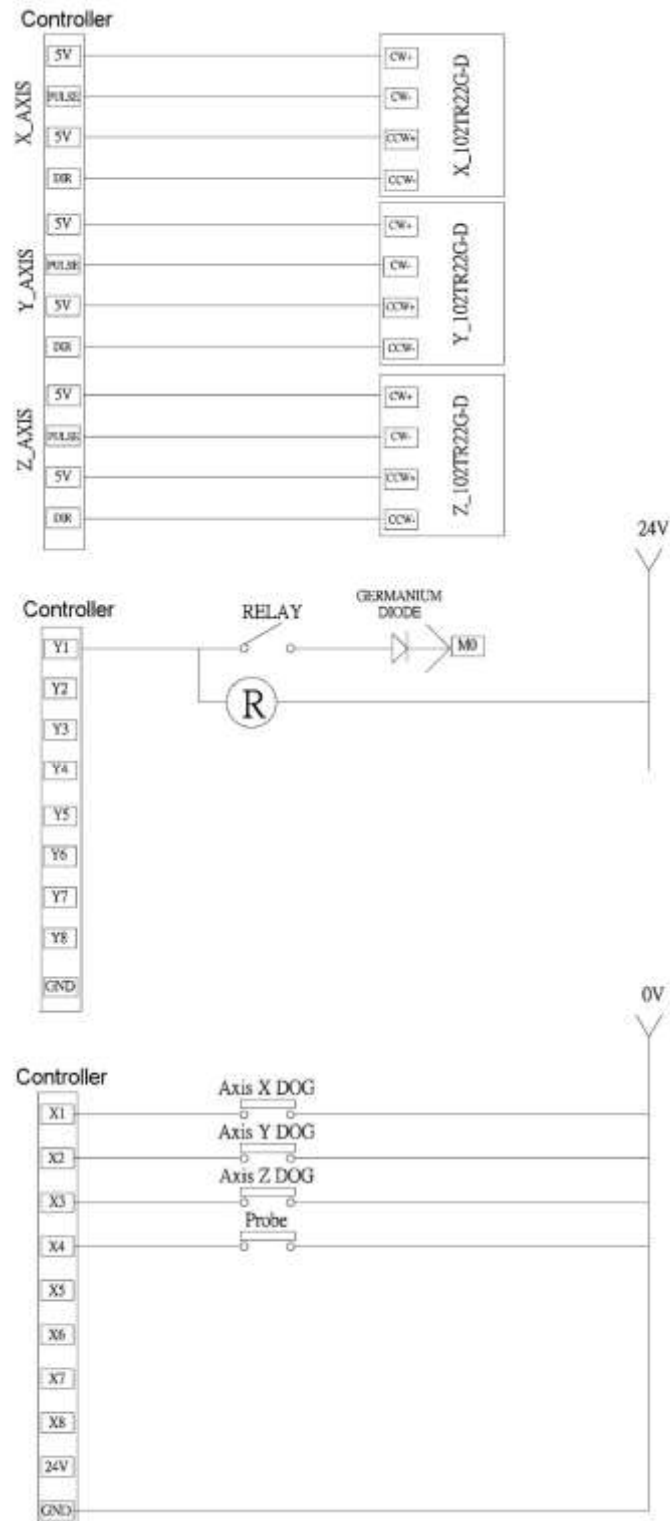 Controller
X_AXIS
5V
PULSE
5V
DIR
CW+
CW-
CCW+
CCW-
X_102TR22G-D
Y_AXIS
5V
PULSE
5V
DIR
CW+
CW-
CCW+
CCW-
Y_102TR22G-D
Z_AXIS
5V
PULSE
5V
DIR
CW+
CW-
CCW+
CCW-
Z_102TR22G-D
24V
Controller
RELAY
GERMANIUM
DIODE
Y1
M0
Y2
R
Y3
Y4
Y5
Y6
Y7
Y8
GND
0V
Controller
Axis X DOG
X1
Axis Y DOG
X2
Axis Z DOG
X3
Probe
X4
X5
X6
X7
X8
24V
GND